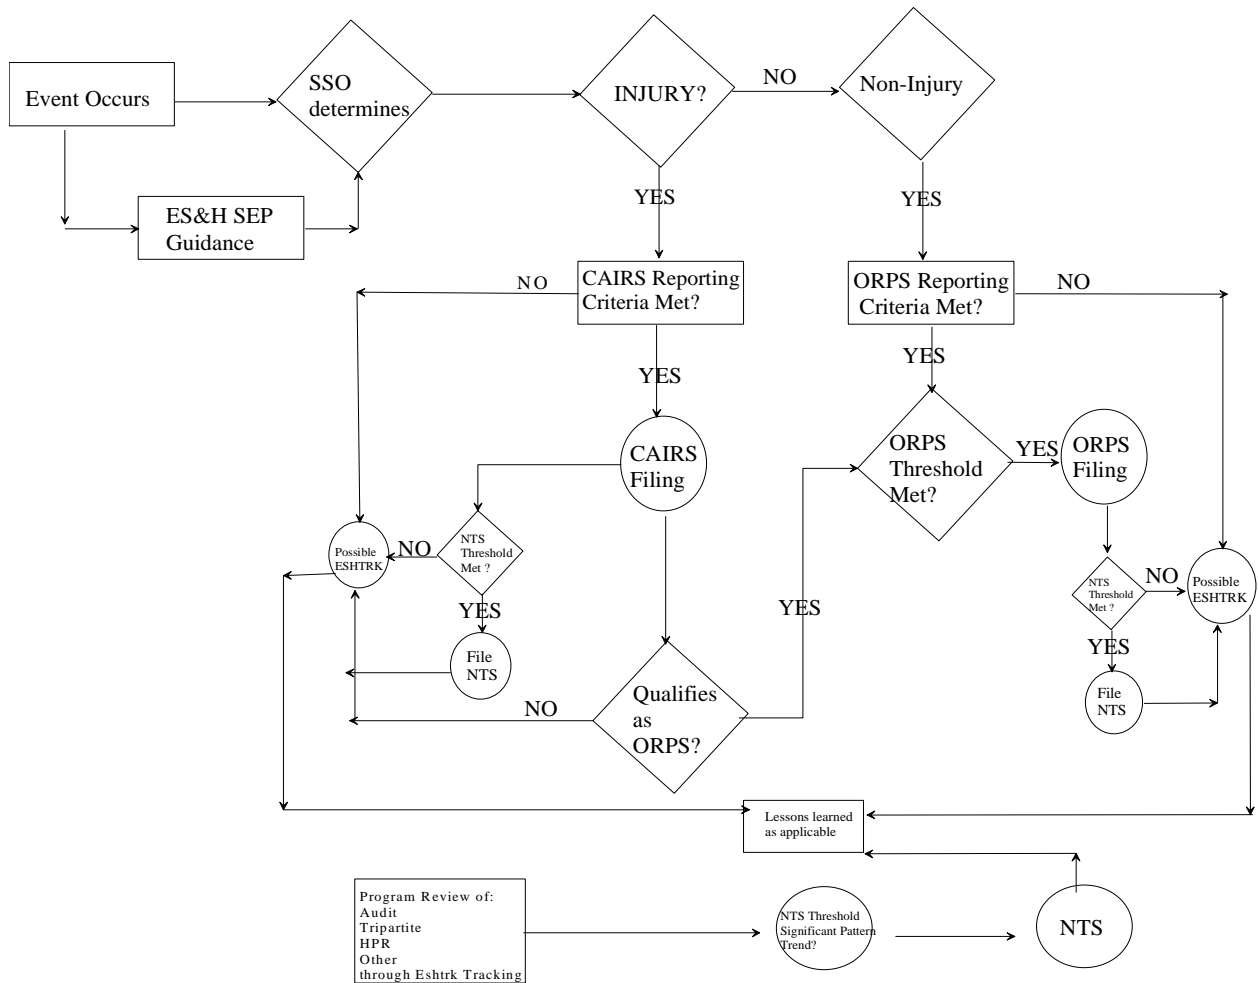 Event Occurs
SSO
determines
INJURY?
NO
Non-Injury
YES
YES
ES&H SEP
Guidance
NO
CAIRS Reporting
Criteria Met?
ORPS Reporting
Criteria Met?
NO
YES
YES
CAIRS
Filing
ORPS
Threshold
Met?
YES
ORPS
Filing
Possible
ESHTRK
NO
NTS
Threshold
Met ?
YES
File
NTS
YES
NTS
Threshold
Met ?
NO
Possible
ESHTRK
YES
File
NTS
NO
Qualifies
as
ORPS?
Lessons learned
as applicable
Program Review of:
Audit
Tripartite
HPR
Other
through Eshtrk Tracking
NTS Threshold
Significant Pattern
Trend?
NTS